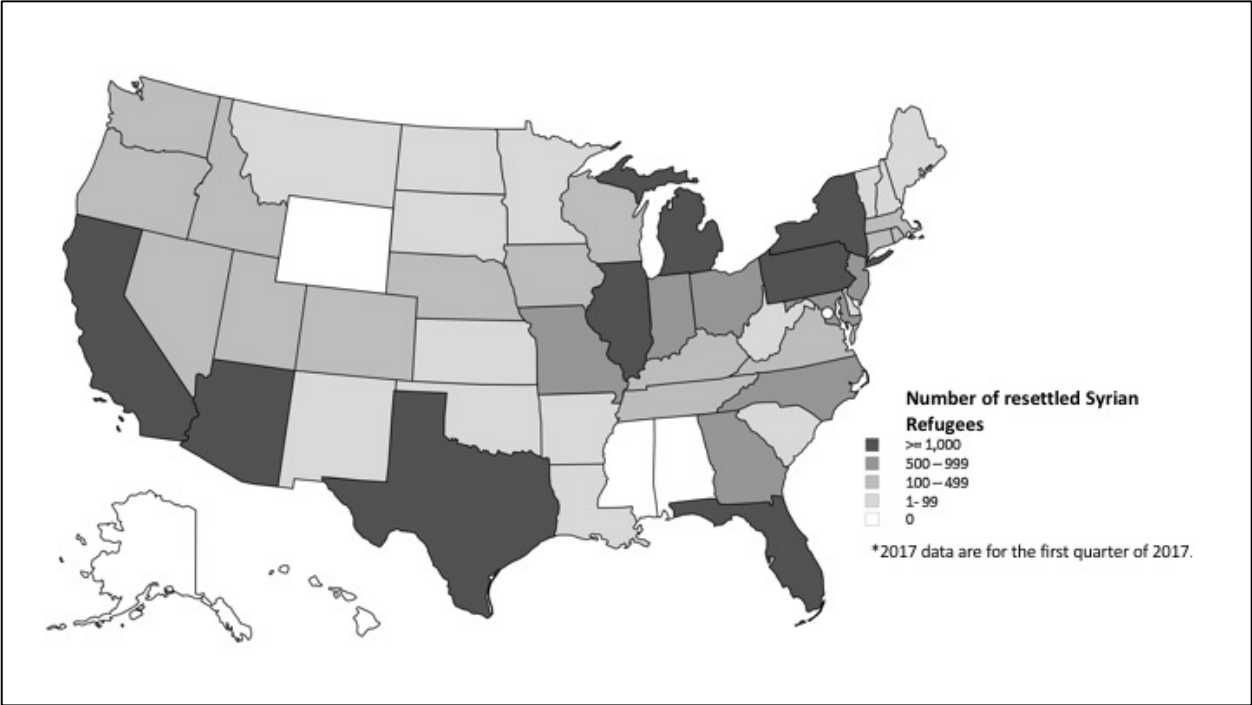 Number of resettled Syrian
Refugees
>= 1,000
500 – 999
100 – 499
1- 99
0
*2017 data are for the first quarter of 2017.